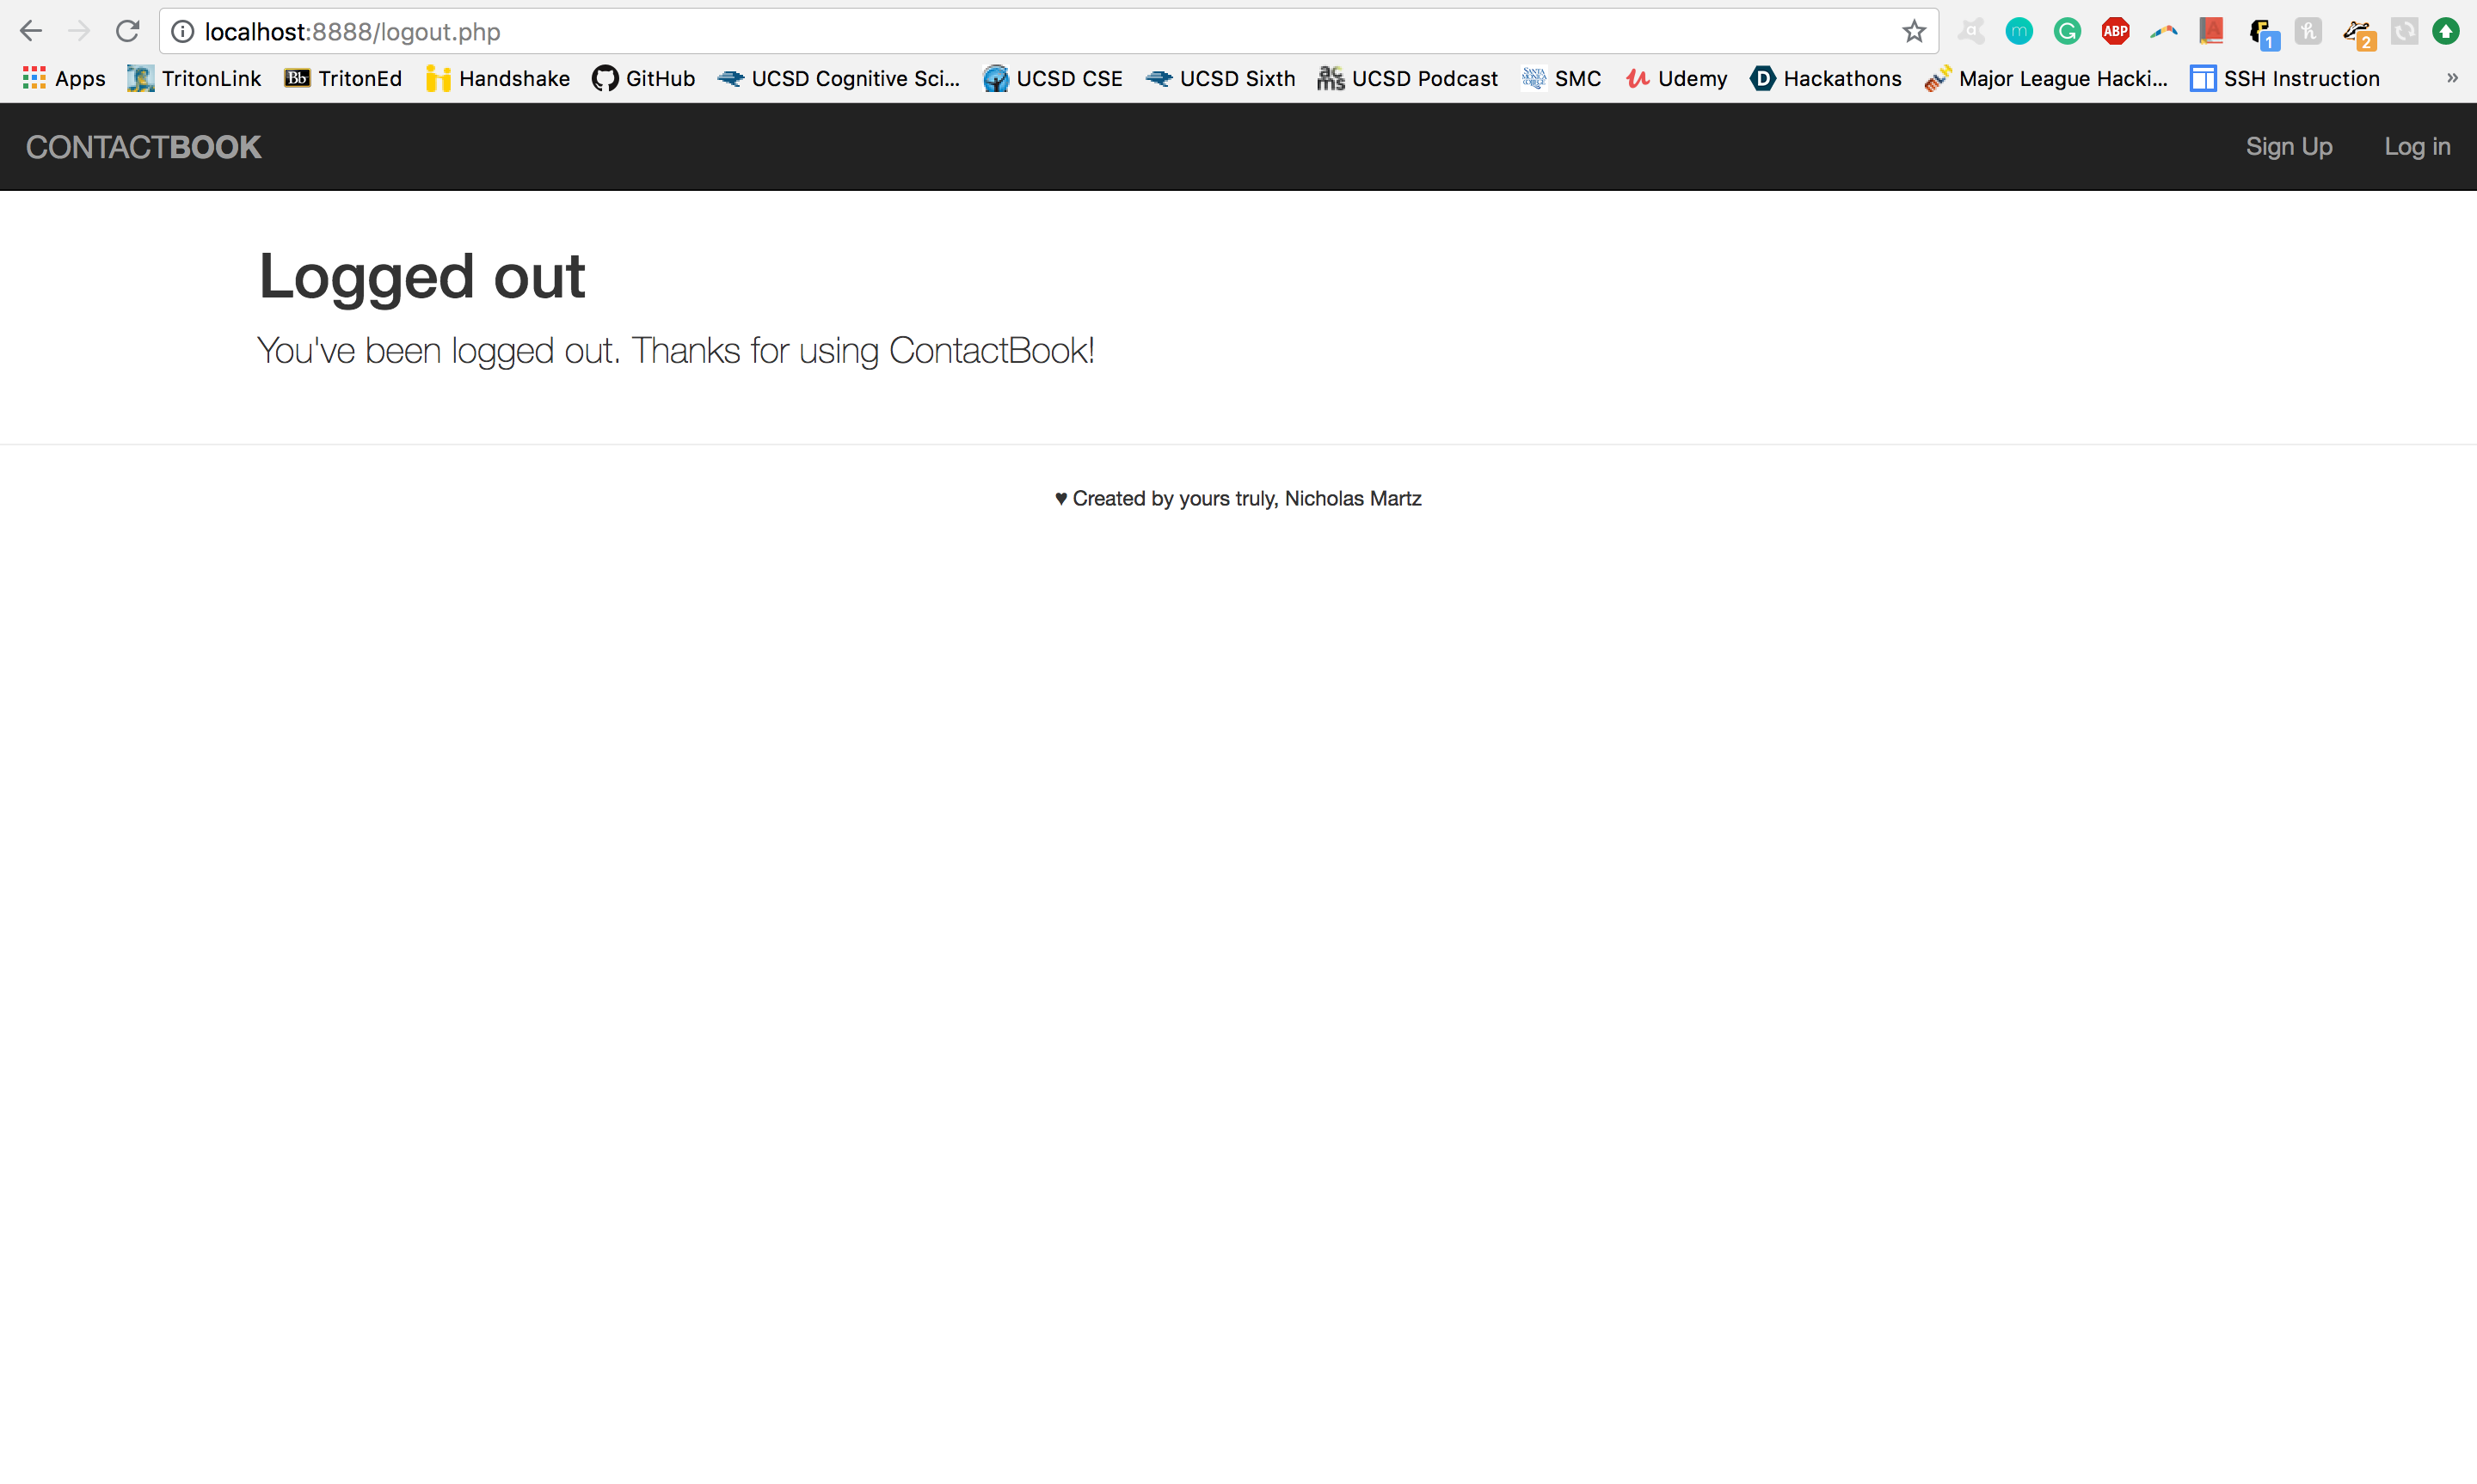 localhost:8888/logout.php
ABP 1 2
Apps TritonLink Bb TritonEd Handshake GitHub UCSD Cognitive Sci... UCSD CSE UCSD Sixth acms UCSD Podcast SMC Udemy Hackathons Major League Hacki... SSH Instruction »
CONTACTBOOK Sign Up Log in
Logged out
You've been logged out. Thanks for using ContactBook!
♥ Created by yours truly, Nicholas Martz